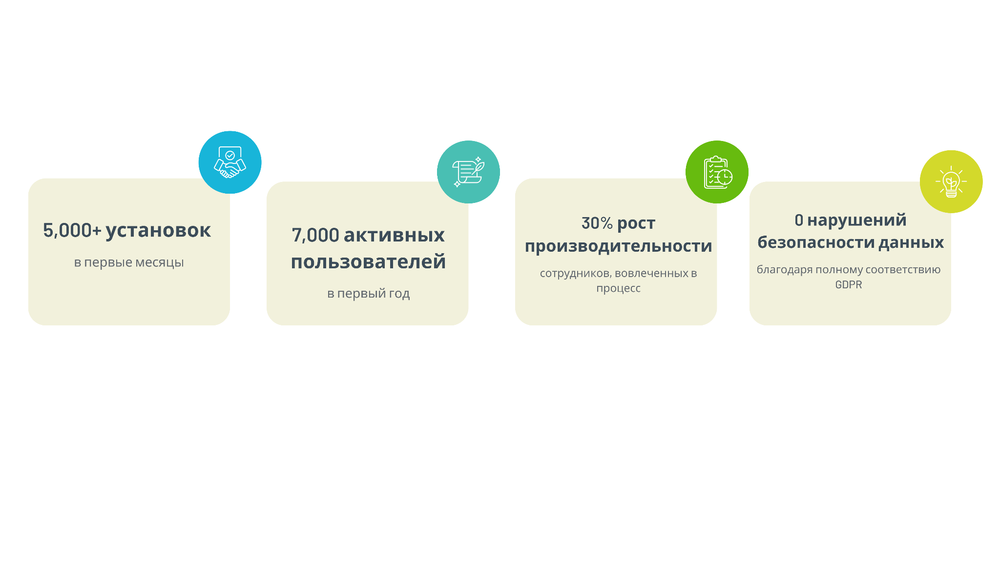 5,000+ установок
в первые месяцы
7,000 активных
пользователей
в первый год
30% рост
производительности
сотрудников, вовлеченных в
процесс
0 нарушений
безопасности данных
благодаря полному соответствию
GDPR